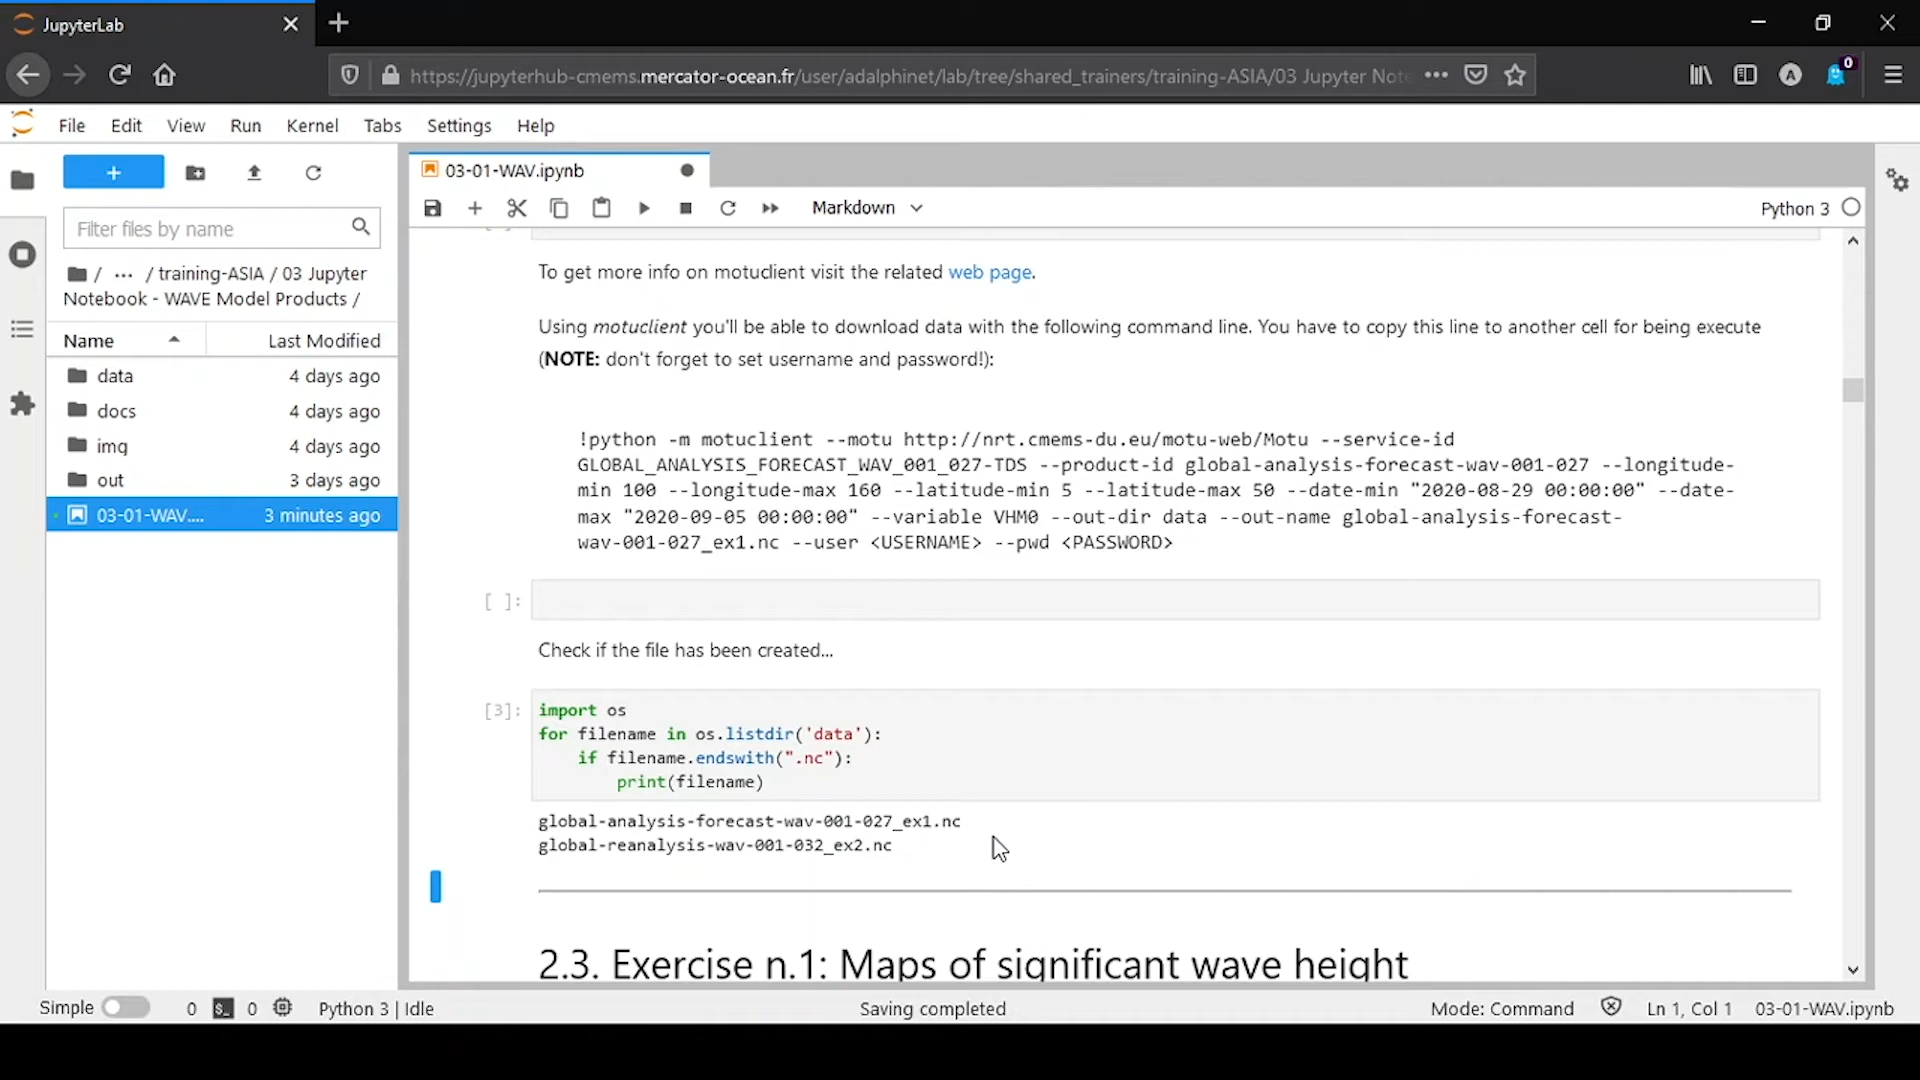 JupyterLab
https://jupyterhub-cmems.mercator-ocean.fr/user/adalphinet/lab/tree/shared_trainers/training-ASIA/03 Jupyter Note
A
0
File Edit View Run Kernel Tabs Settings Help
03-01-WAV.ipynb
Markdown
Python 3
Filter files by name
/ ··· / training-ASIA / 03 Jupyter
Notebook - WAVE Model Products /
Name Last Modified
data 4 days ago
docs 4 days ago
img 4 days ago
out 3 days ago
03-01-WAV.... 3 minutes ago
To get more info on motuclient visit the related web page.
Using motuclient you'll be able to download data with the following command line. You have to copy this line to another cell for being execute
(NOTE: don't forget to set username and password!):
!python -m motuclient --motu http://nrt.cmems-du.eu/motu-web/Motu --service-id
GLOBAL_ANALYSIS_FORECAST_WAV_001_027-TDS --product-id global-analysis-forecast-wav-001-027 --longitude-
min 100 --longitude-max 160 --latitude-min 5 --latitude-max 50 --date-min "2020-08-29 00:00:00" --date-
max "2020-09-05 00:00:00" --variable VHM0 --out-dir data --out-name global-analysis-forecast-
wav-001-027_ex1.nc --user <USERNAME> --pwd <PASSWORD>
[ ]:
Check if the file has been created...
[3]:
import os
for filename in os.listdir('data'):
    if filename.endswith(".nc"):
        print(filename)
global-analysis-forecast-wav-001-027_ex1.nc
global-reanalysis-wav-001-032_ex2.nc
2.3. Exercise n.1: Maps of significant wave height
Simple 0 $_ 0 Python 3 | Idle Saving completed Mode: Command Ln 1, Col 1 03-01-WAV.ipynb